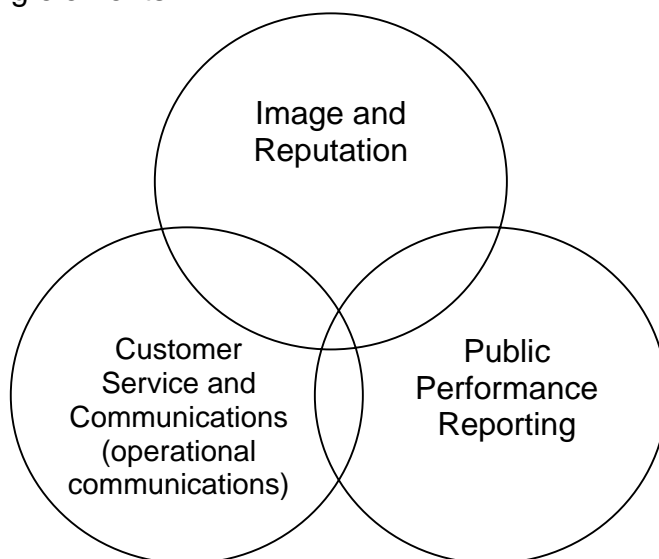 Image and
Reputation
Customer
Service and
Communications
(operational
communications)
Public
Performance
Reporting